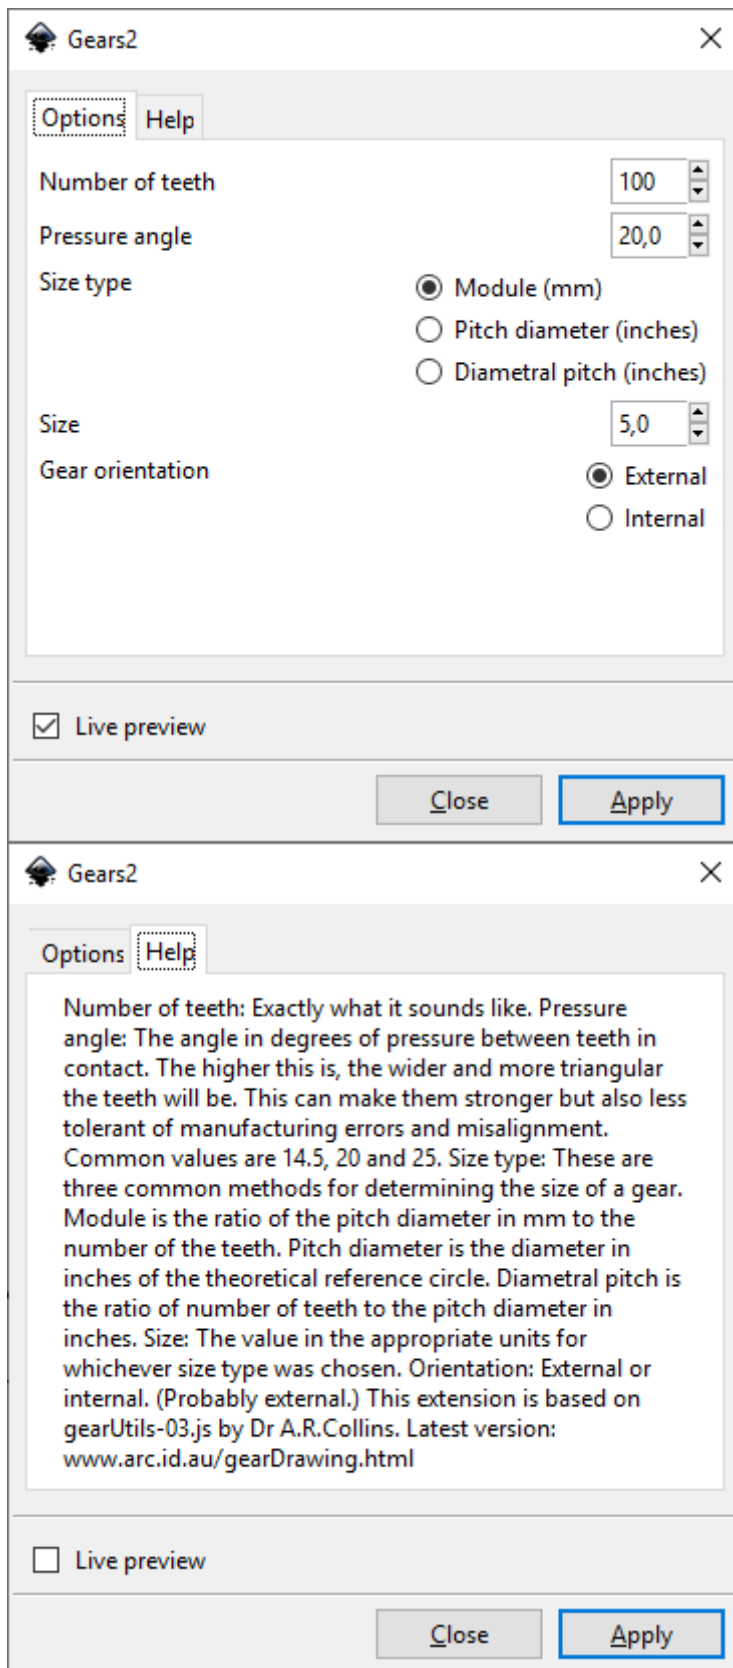 Gears2
Options Help
Number of teeth 100
Pressure angle 20,0
Size type Module (mm)
Pitch diameter (inches)
Diametral pitch (inches)
Size 5,0
Gear orientation External
Internal
Live preview
Close Apply
Gears2
Options Help
Number of teeth: Exactly what it sounds like. Pressure
angle: The angle in degrees of pressure between teeth in
contact. The higher this is, the wider and more triangular
the teeth will be. This can make them stronger but also less
tolerant of manufacturing errors and misalignment.
Common values are 14.5, 20 and 25. Size type: These are
three common methods for determining the size of a gear.
Module is the ratio of the pitch diameter in mm to the
number of the teeth. Pitch diameter is the diameter in
inches of the theoretical reference circle. Diametral pitch is
the ratio of number of teeth to the pitch diameter in
inches. Size: The value in the appropriate units for
whichever size type was chosen. Orientation: External or
internal. (Probably external.) This extension is based on
gearUtils-03.js by Dr A.R.Collins. Latest version:
www.arc.id.au/gearDrawing.html
Live preview
Close Apply